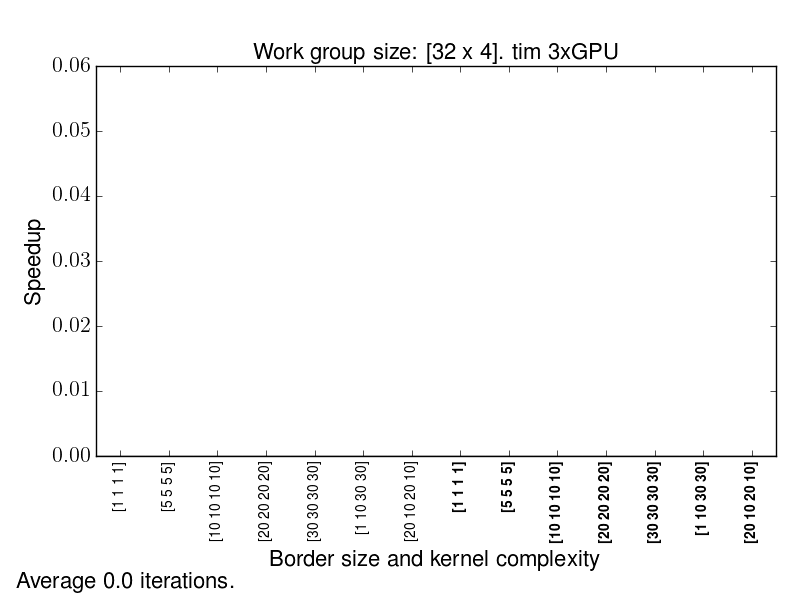 Work group size: [32 x 4]. tim 3xGPU
0.06
0.05
0.04
0.03
0.02
0.01
0.00
Speedup
[1 1 1 1]
[5 5 5 5]
[10 10 10 10]
[20 20 20 20]
[30 30 30 30]
[1 10 30 30]
[20 10 20 10]
[1 1 1 1]
[5 5 5 5]
[10 10 10 10]
[20 20 20 20]
[30 30 30 30]
[1 10 30 30]
[20 10 20 10]
Border size and kernel complexity
Average 0.0 iterations.